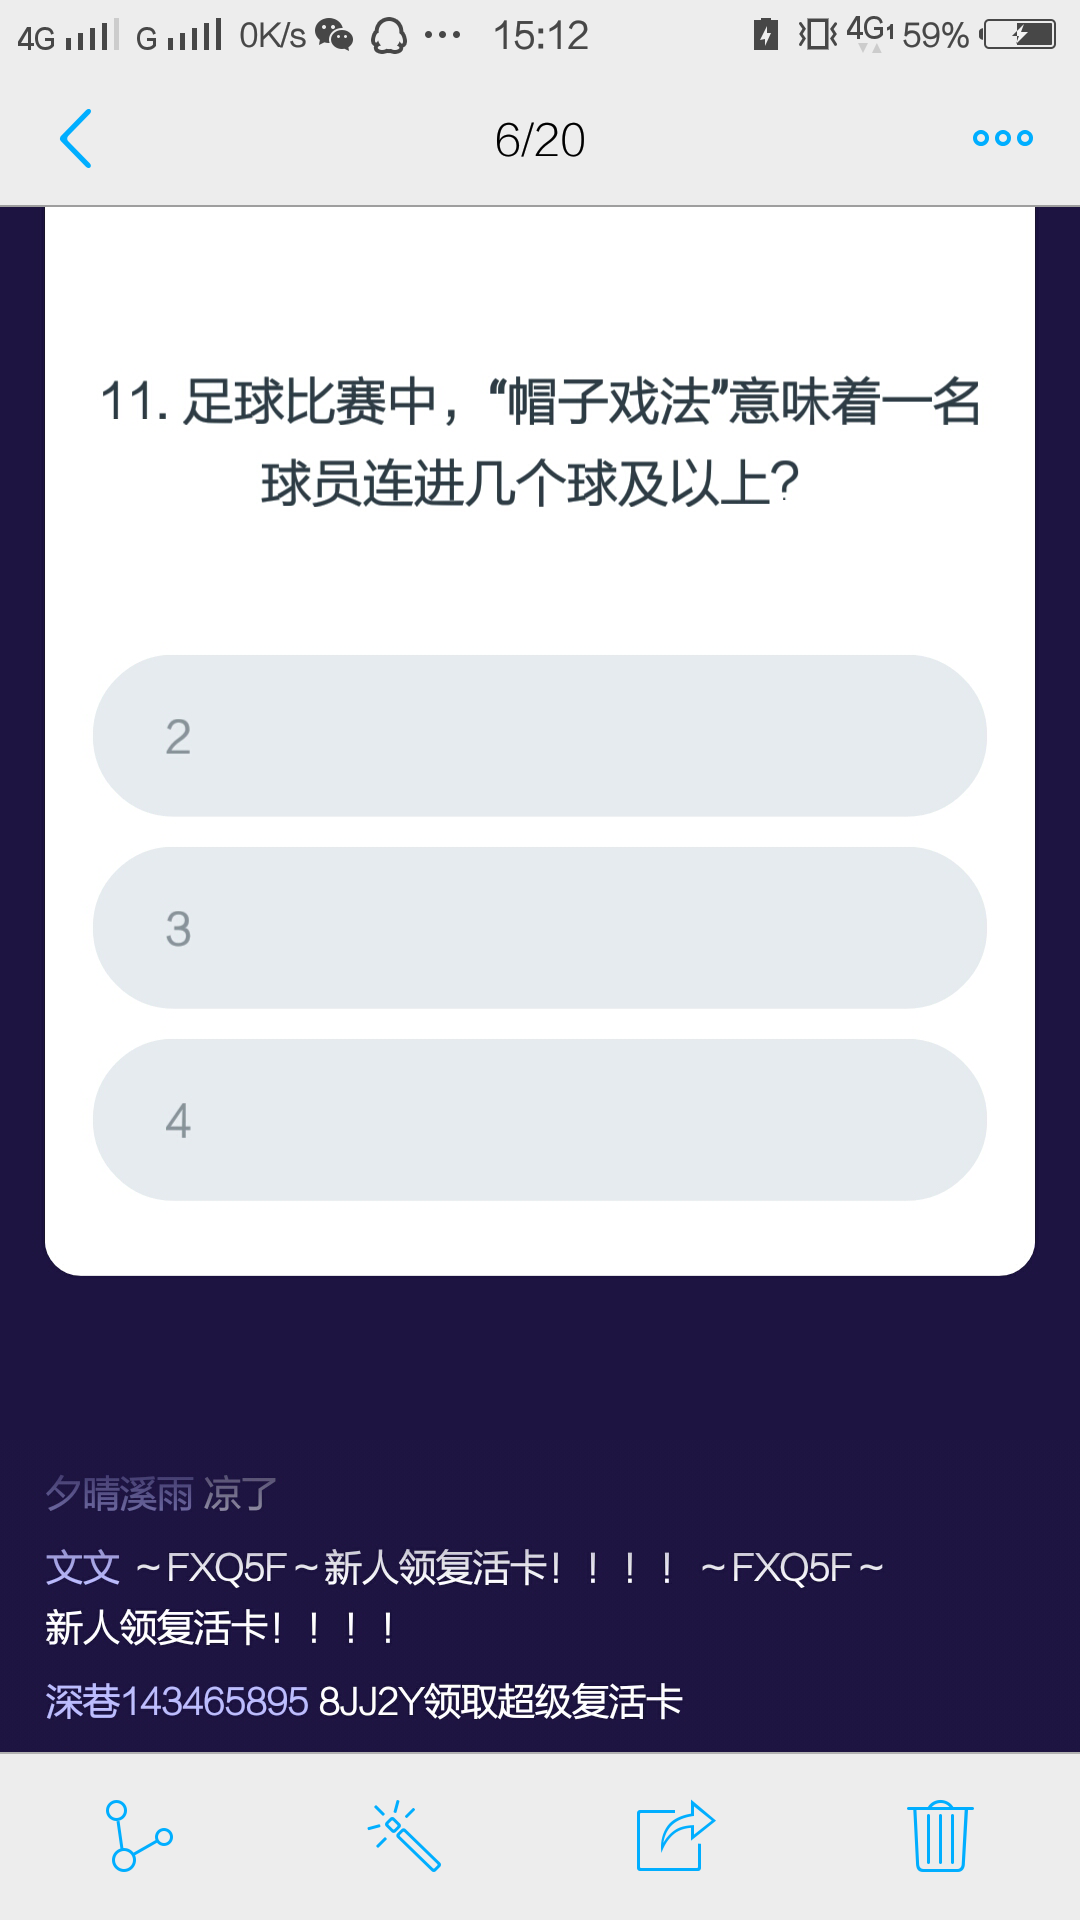 4G G 0K/s 15:12 4G1 59%
6/20
11. 足球比赛中，“帽子戏法”意味着一名
球员连进几个球及以上？
2
3
4
夕晴溪雨 凉了
文文 ～FXQ5F～新人领复活卡！！！！ ～FXQ5F～
新人领复活卡！！！！
深巷143465895 8JJ2Y领取超级复活卡